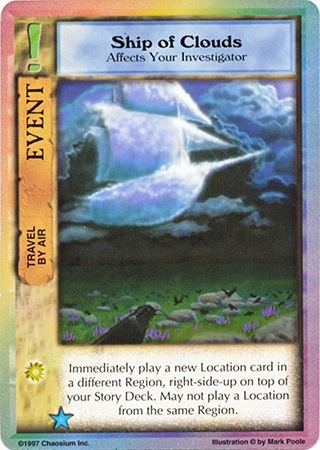 Ship of Clouds
Affects Your Investigator
EVENT!
TRAVEL
BY AIR
Immediately play a new Location card in
a different Region, right-side-up on top of
your Story Deck. May not play a Location
from the same Region.
©1997 Chaosium Inc.
Illustration © by Mark Poole